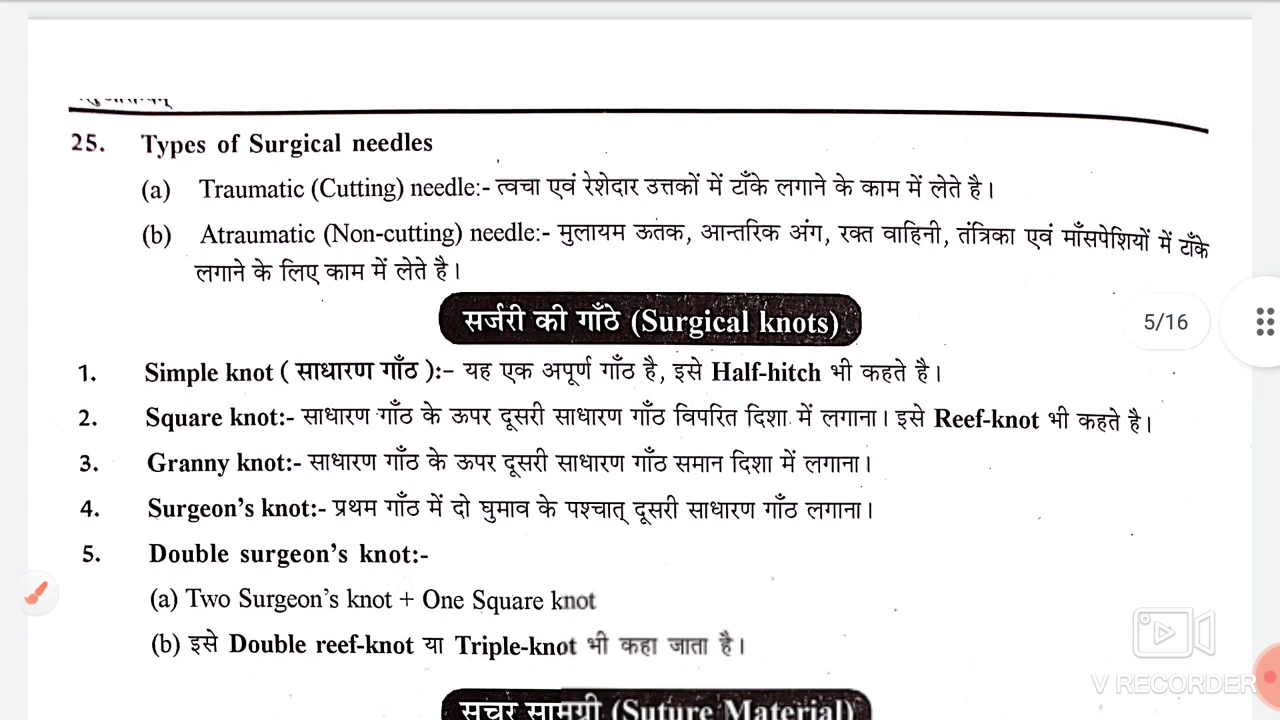 25. Types of Surgical needles
(a) Traumatic (Cutting) needle:- त्वचा एवं रेशेदार उत्तकों में टाँके लगाने के काम में लेते है।
(b) Atraumatic (Non-cutting) needle:- मुलायम ऊतक, आन्तरिक अंग, रक्त वाहिनी, तंत्रिका एवं माँसपेशियों में टाँके
लगाने के लिए काम में लेते है।
सर्जरी की गाँठे (Surgical knots)
5/16
1. Simple knot ( साधारण गाँठ ):- यह एक अपूर्ण गाँठ है, इसे Half-hitch भी कहते है।
2. Square knot:- साधारण गाँठ के ऊपर दूसरी साधारण गाँठ विपरित दिशा में लगाना। इसे Reef-knot भी कहते है।
3. Granny knot:- साधारण गाँठ के ऊपर दूसरी साधारण गाँठ समान दिशा में लगाना।
4. Surgeon's knot:- प्रथम गाँठ में दो घुमाव के पश्चात् दूसरी साधारण गाँठ लगाना।
5. Double surgeon's knot:-
(a) Two Surgeon's knot + One Square knot
(b) इसे Double reef-knot या Triple-knot भी कहा जाता है।
सूचर सामग्री (Suture Material)
V RECORDER